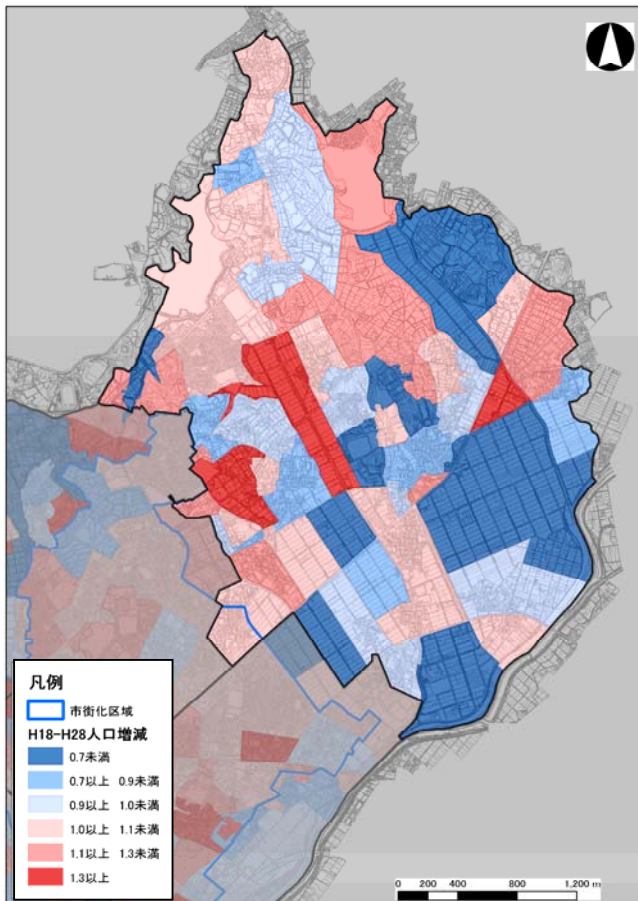 凡例
市街化区域
H18-H28人口増減
0.7未満
0.7以上 0.9未満
0.9以上 1.0未満
1.0以上 1.1未満
1.1以上 1.3未満
1.3以上
0 200 400 800 1,200 m